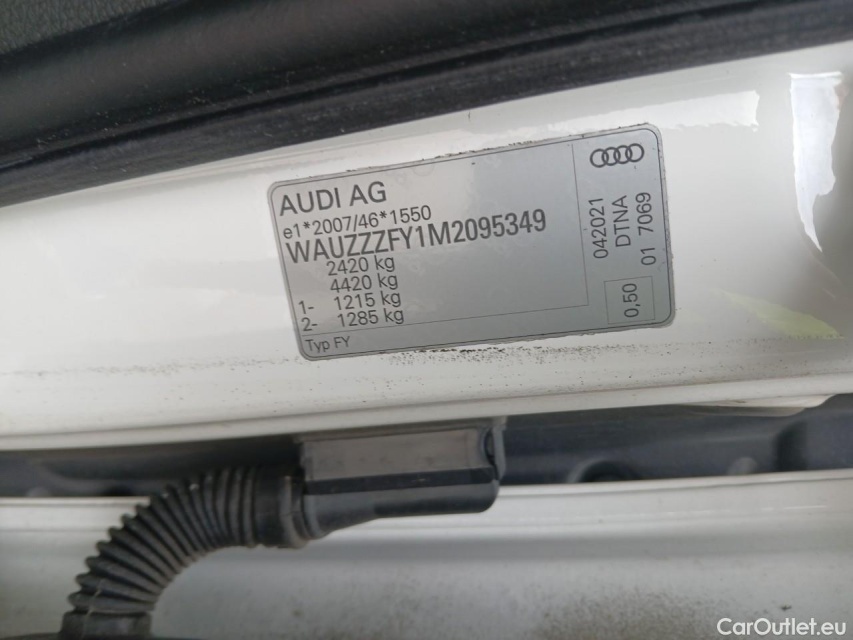 AUDI AG
e1*2007/46*1550
WAUZZZFY1M2095349
2420 kg
4420 kg
1- 1215 kg
2- 1285 kg
Typ FY
042021
DTNA
01 7069
0,50
CarOutlet.eu